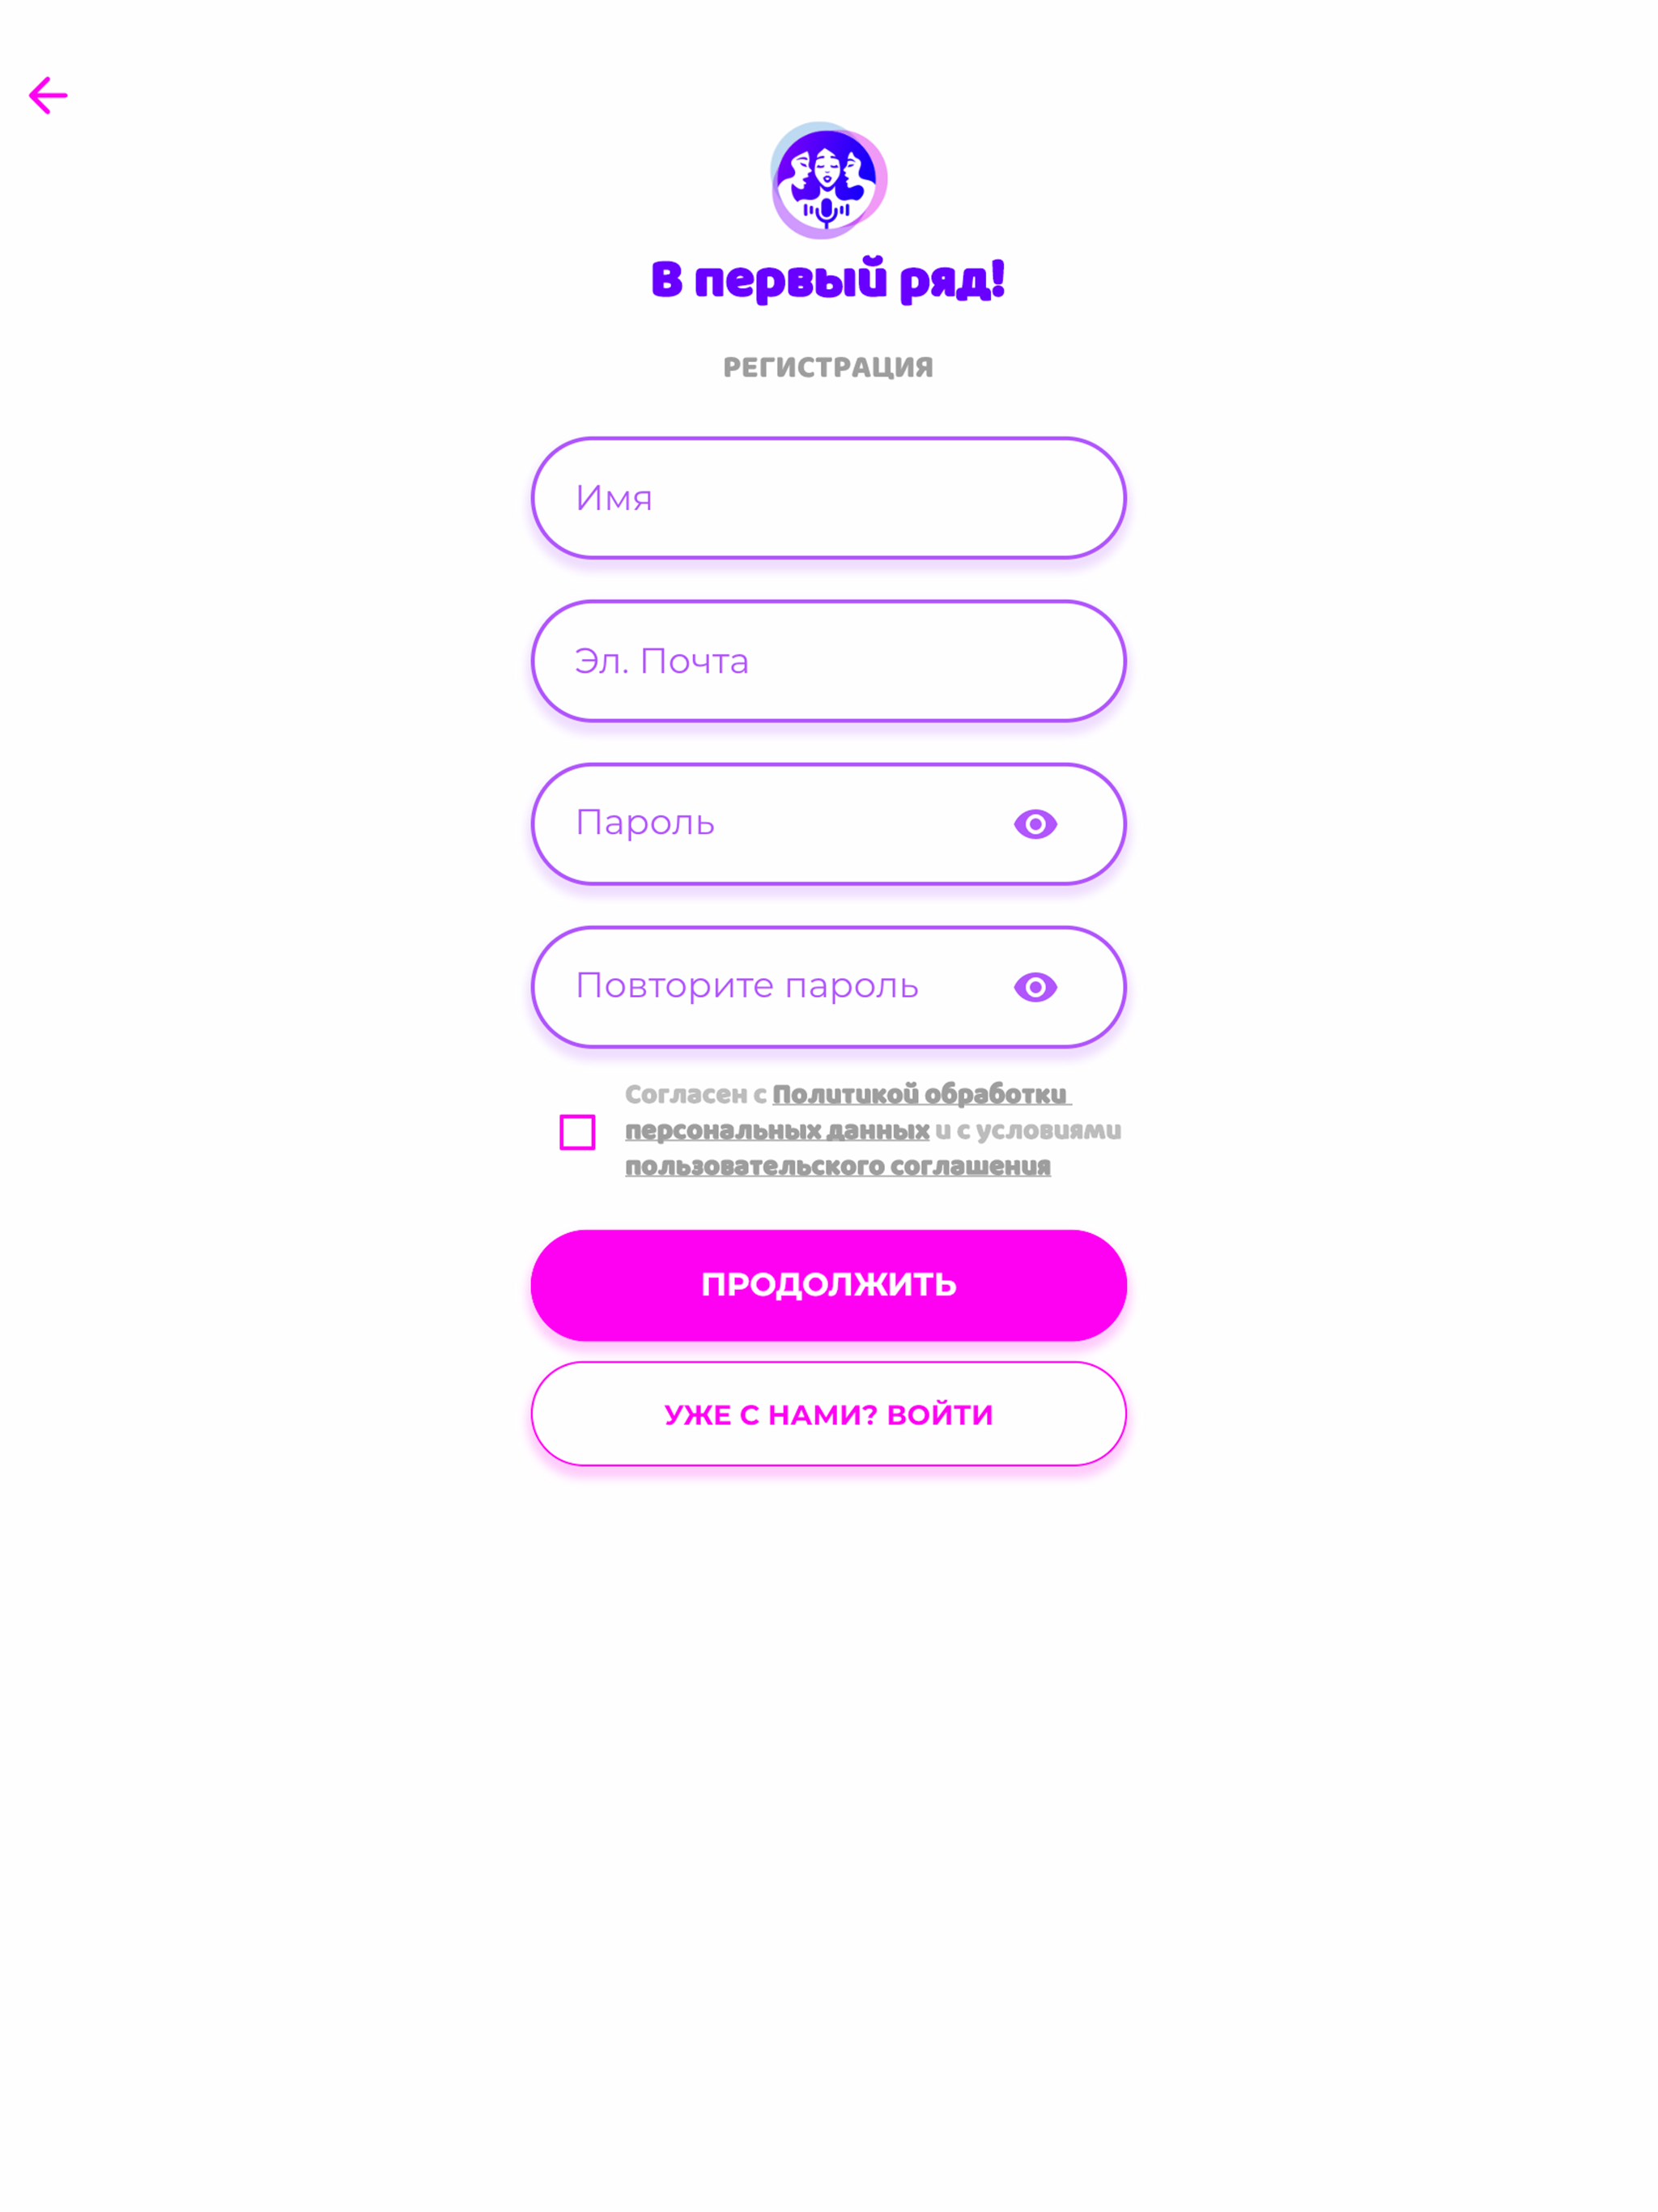 В первый ряд!
РЕГИСТРАЦИЯ
Имя
Эл. Почта
Пароль
Повторите пароль
Согласен с Политикой обработки
персональных данных и с условиями
пользовательского соглашения
ПРОДОЛЖИТЬ
УЖЕ С НАМИ? ВОЙТИ